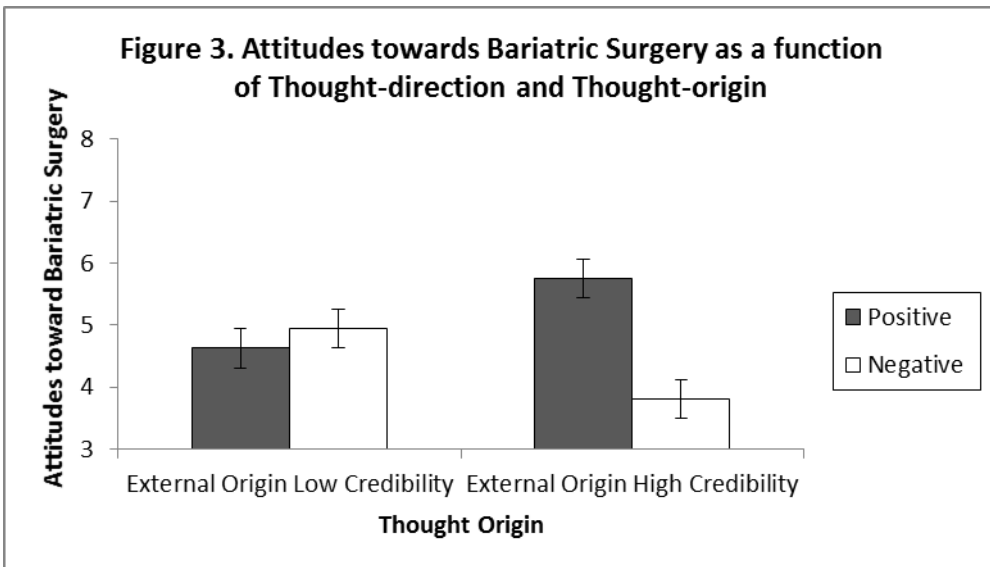 Figure 3. Attitudes towards Bariatric Surgery as a function
of Thought-direction and Thought-origin
Attitudes toward Bariatric Surgery
8
7
6
5
4
3
Positive
Negative
External Origin Low Credibility
External Origin High Credibility
Thought Origin